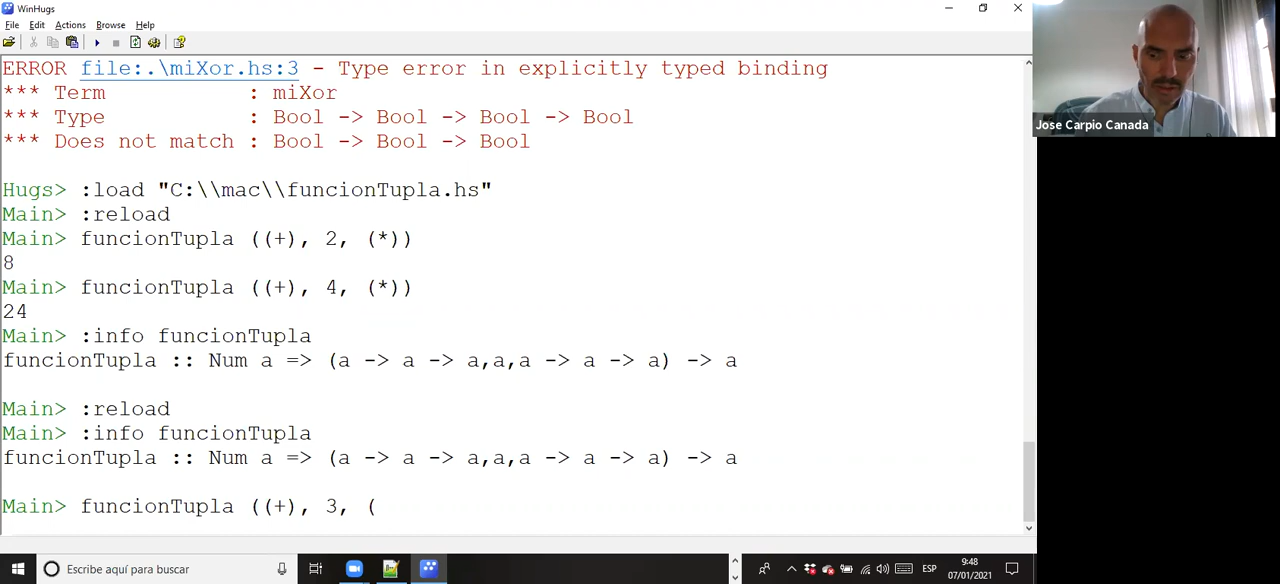 WinHugs
File Edit Actions Browse Help
ERROR file:.\miXor.hs:3 - Type error in explicitly typed binding
*** Term : miXor
*** Type : Bool -> Bool -> Bool -> Bool
*** Does not match : Bool -> Bool -> Bool
Hugs> :load "C:\\mac\\funcionTupla.hs"
Main> :reload
Main> funcionTupla ((+), 2, (*))
8
Main> funcionTupla ((+), 4, (*))
24
Main> :info funcionTupla
funcionTupla :: Num a => (a -> a -> a,a,a -> a -> a) -> a
Main> :reload
Main> :info funcionTupla
funcionTupla :: Num a => (a -> a -> a,a,a -> a -> a) -> a
Main> funcionTupla ((+), 3, (
Jose Carpio Canada
Escribe aquí para buscar
ESP
9:48
07/01/2021